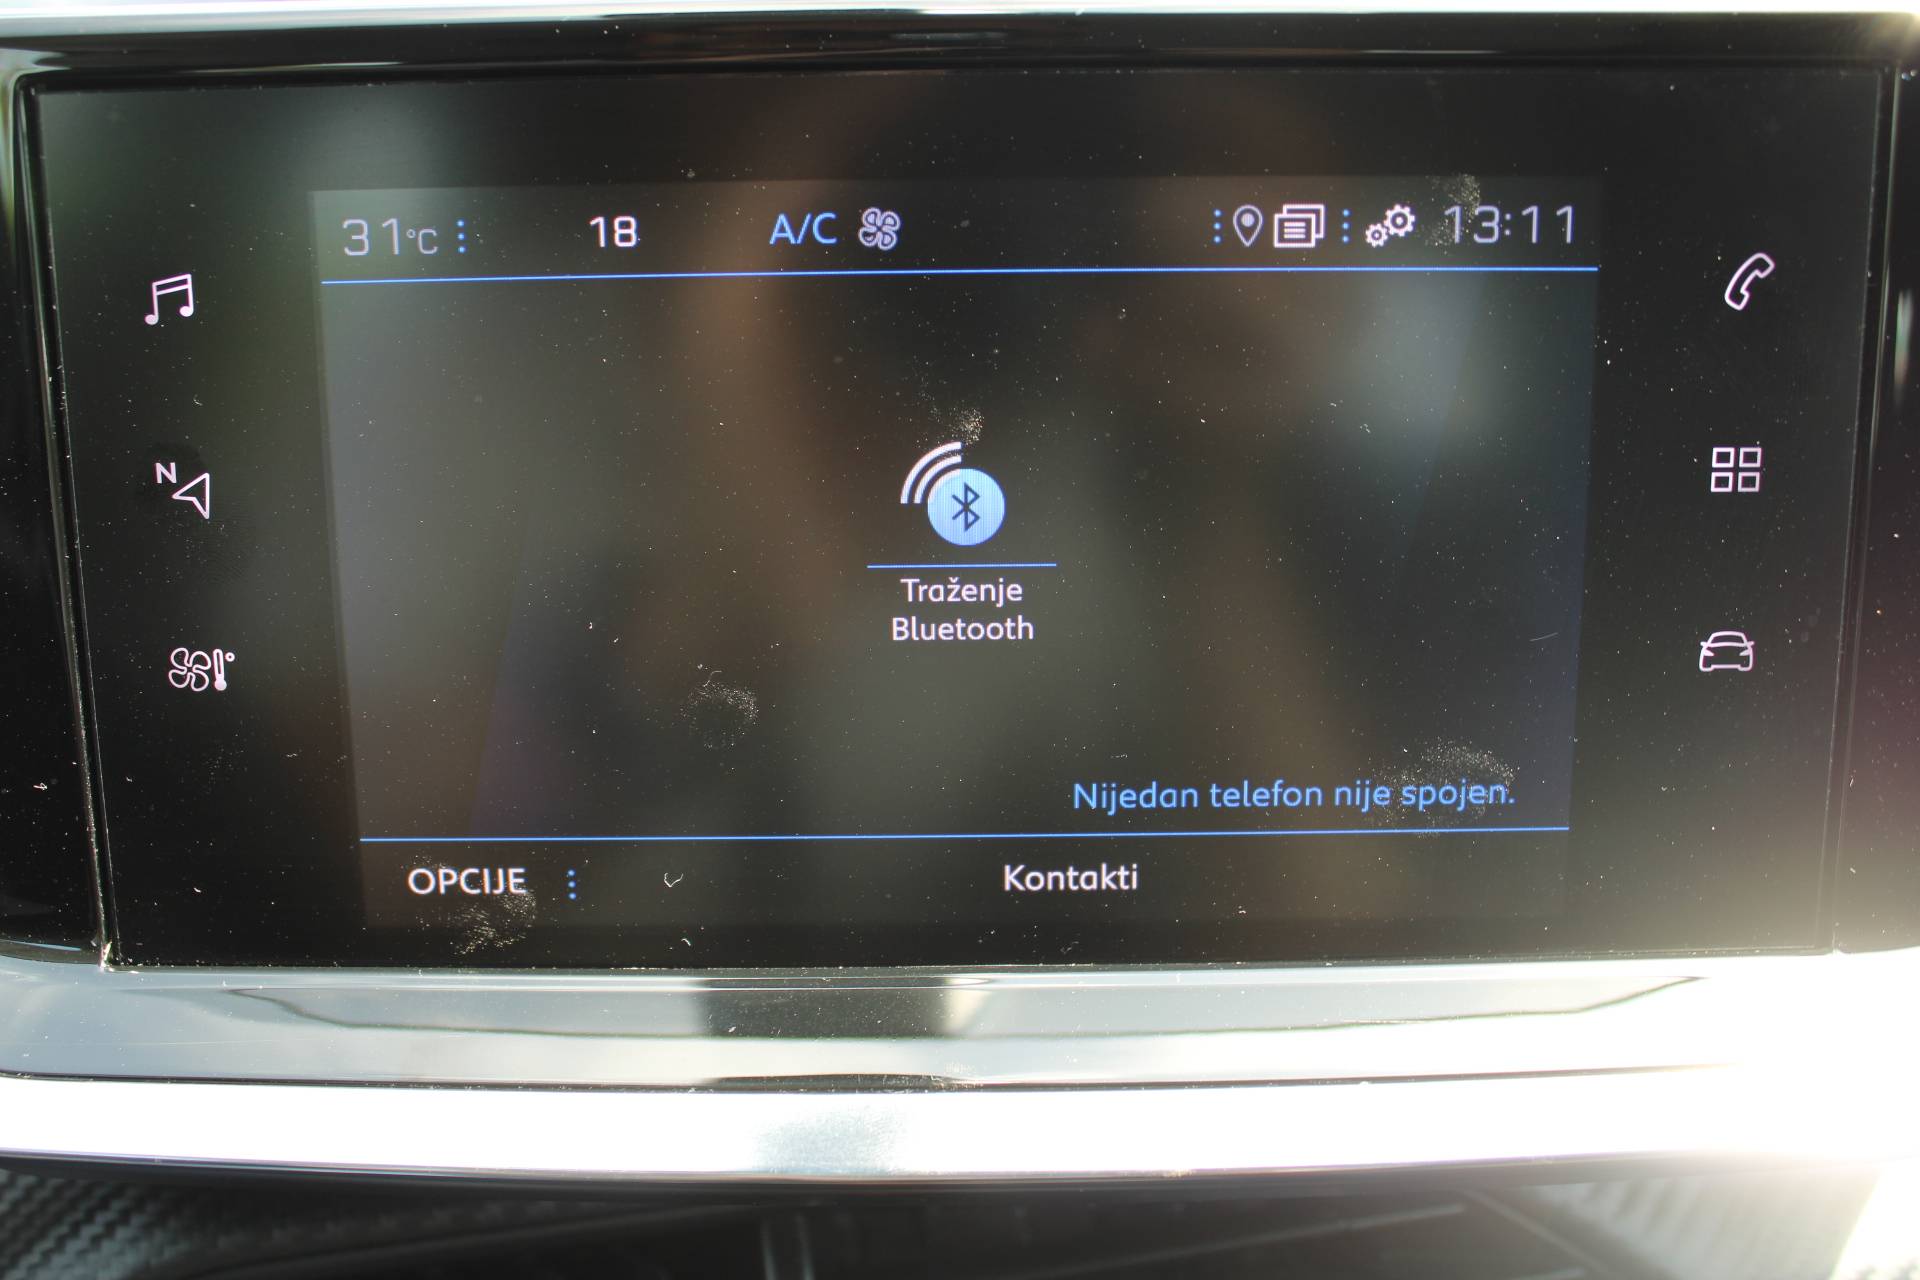 31°C 18 A/C 13:11
N
Traženje
Bluetooth
Nijedan telefon nije spojen.
OPCIJE Kontakti